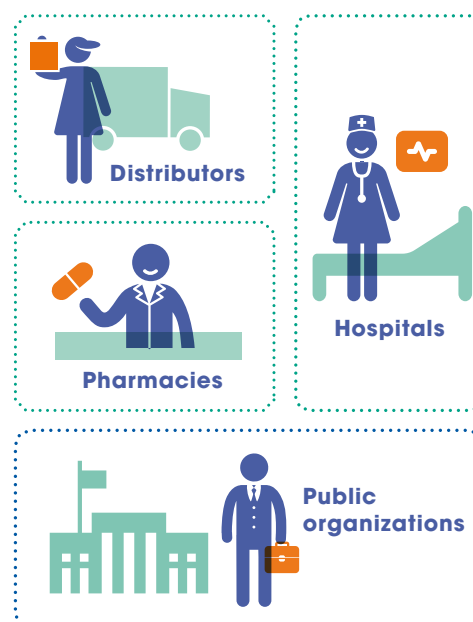 Distributors
Pharmacies
Hospitals
Public
organizations